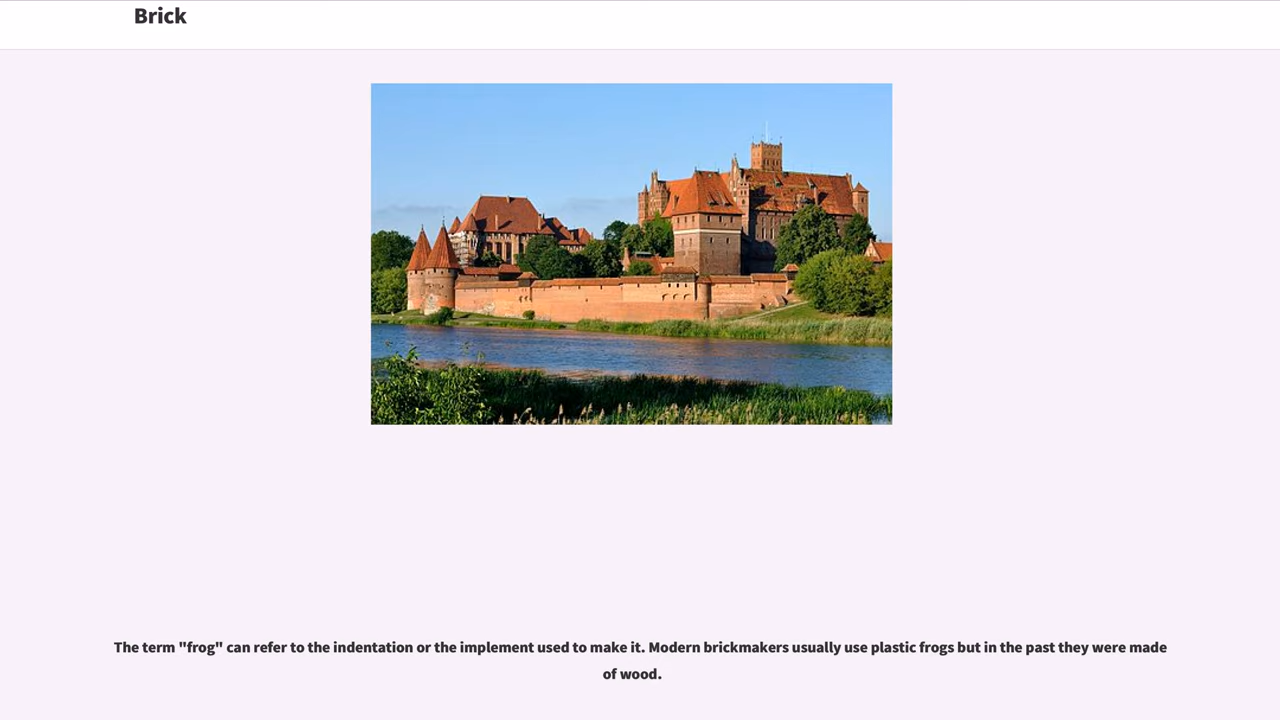 Brick
The term "frog" can refer to the indentation or the implement used to make it. Modern brickmakers usually use plastic frogs but in the past they were made
of wood.